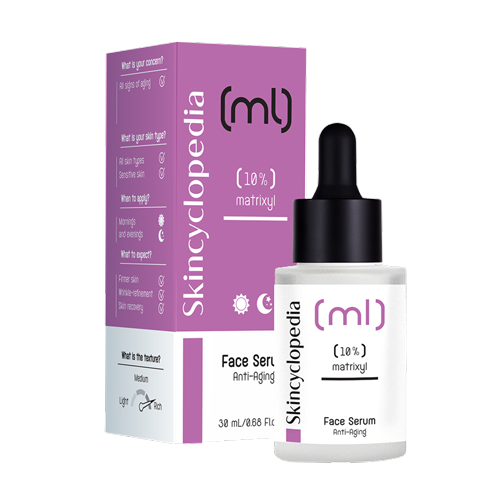 What is your concern?
All signs of aging
What is your skin type?
All skin types
Sensitive skin
When to apply?
Mornings
and evenings
What to expect?
Firmer skin
Wrinkle-refinement
Skin recovery
What is the texture?
Medium
Light
Rich
Skincyclopedia
(ml)
(10%)
matrixyl
Face Seru
Anti-Aging
30 ml/0.68 Fl.
Skincyclopedia
(ml)
(10%)
matrixyl
Face Serum
Anti-Aging